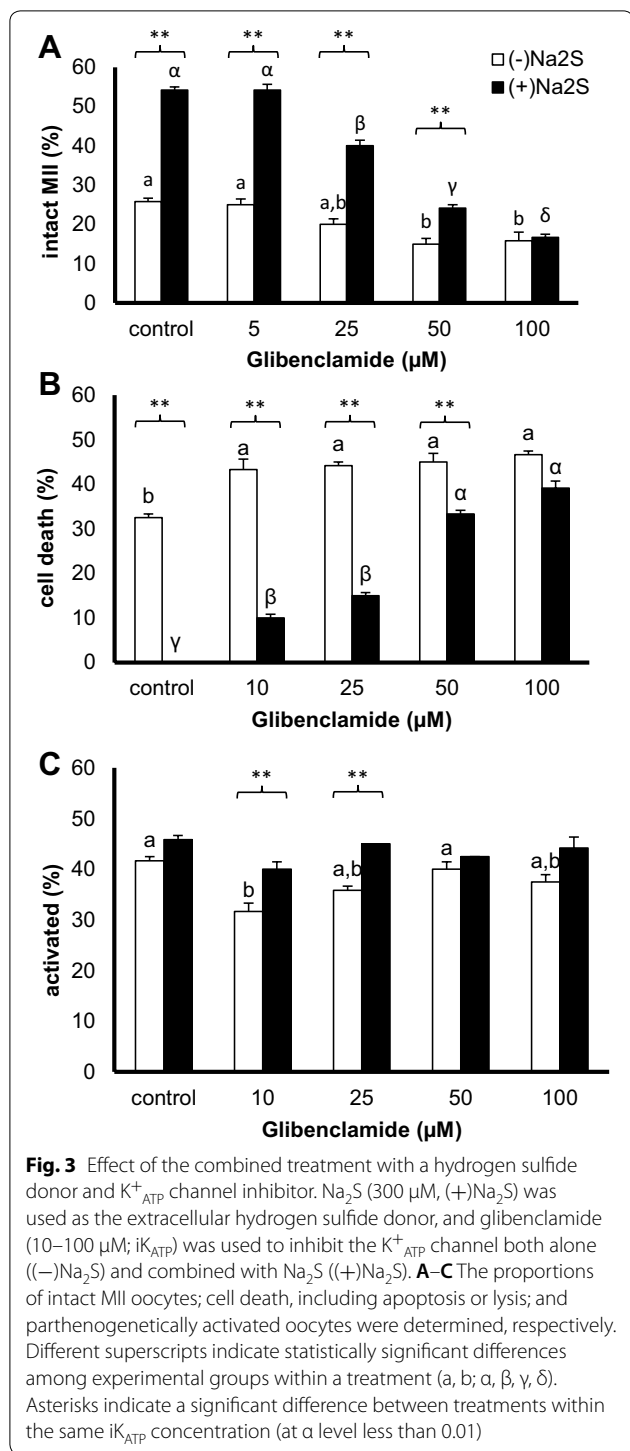 A
** ** **
(-)Na2S
(+)Na2S
60
50
40
30
20
10
0
intact MII (%)
**
a α a α a,b β b γ b δ
control 5 25 50 100
Glibenclamide (µM)
B
60
50
40
30
20
10
0
cell death (%)
** ** ** **
b γ a β a β a α a α
control 10 25 50 100
Glibenclamide (µM)
C
60
50
40
30
20
10
0
activated (%)
** **
a b a,b a a,b
control 10 25 50 100
Glibenclamide (µM)
Fig. 3 Effect of the combined treatment with a hydrogen sulfide
donor and K⁺ATP channel inhibitor. Na₂S (300 µM, (+)Na₂S) was
used as the extracellular hydrogen sulfide donor, and glibenclamide
(10–100 µM; iKATP) was used to inhibit the K⁺ATP channel both alone
((−)Na₂S) and combined with Na₂S ((+)Na₂S). A–C The proportions
of intact MII oocytes; cell death, including apoptosis or lysis; and
parthenogenetically activated oocytes were determined, respectively.
Different superscripts indicate statistically significant differences
among experimental groups within a treatment (a, b; α, β, γ, δ).
Asterisks indicate a significant difference between treatments within
the same iKATP concentration (at α level less than 0.01)